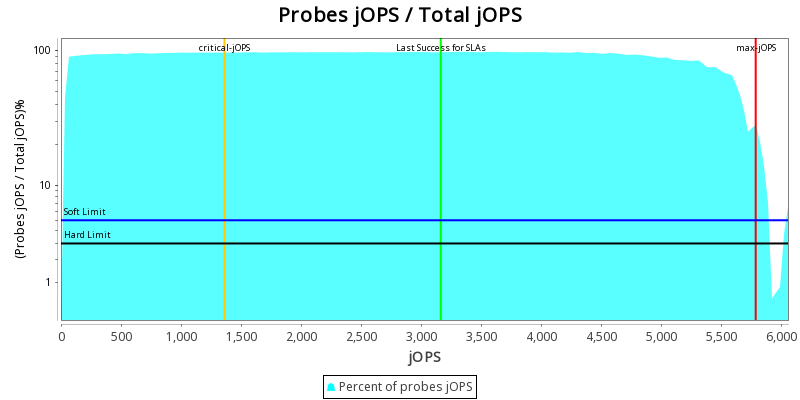 Probes jOPS / Total jOPS
(Probes jOPS / Total jOPS)%
100
10
1
critical-jOPS
Last Success for SLAs
max-jOPS
Soft Limit
Hard Limit
0
500
1,000
1,500
2,000
2,500
3,000
3,500
4,000
4,500
5,000
5,500
6,000
jOPS
Percent of probes jOPS